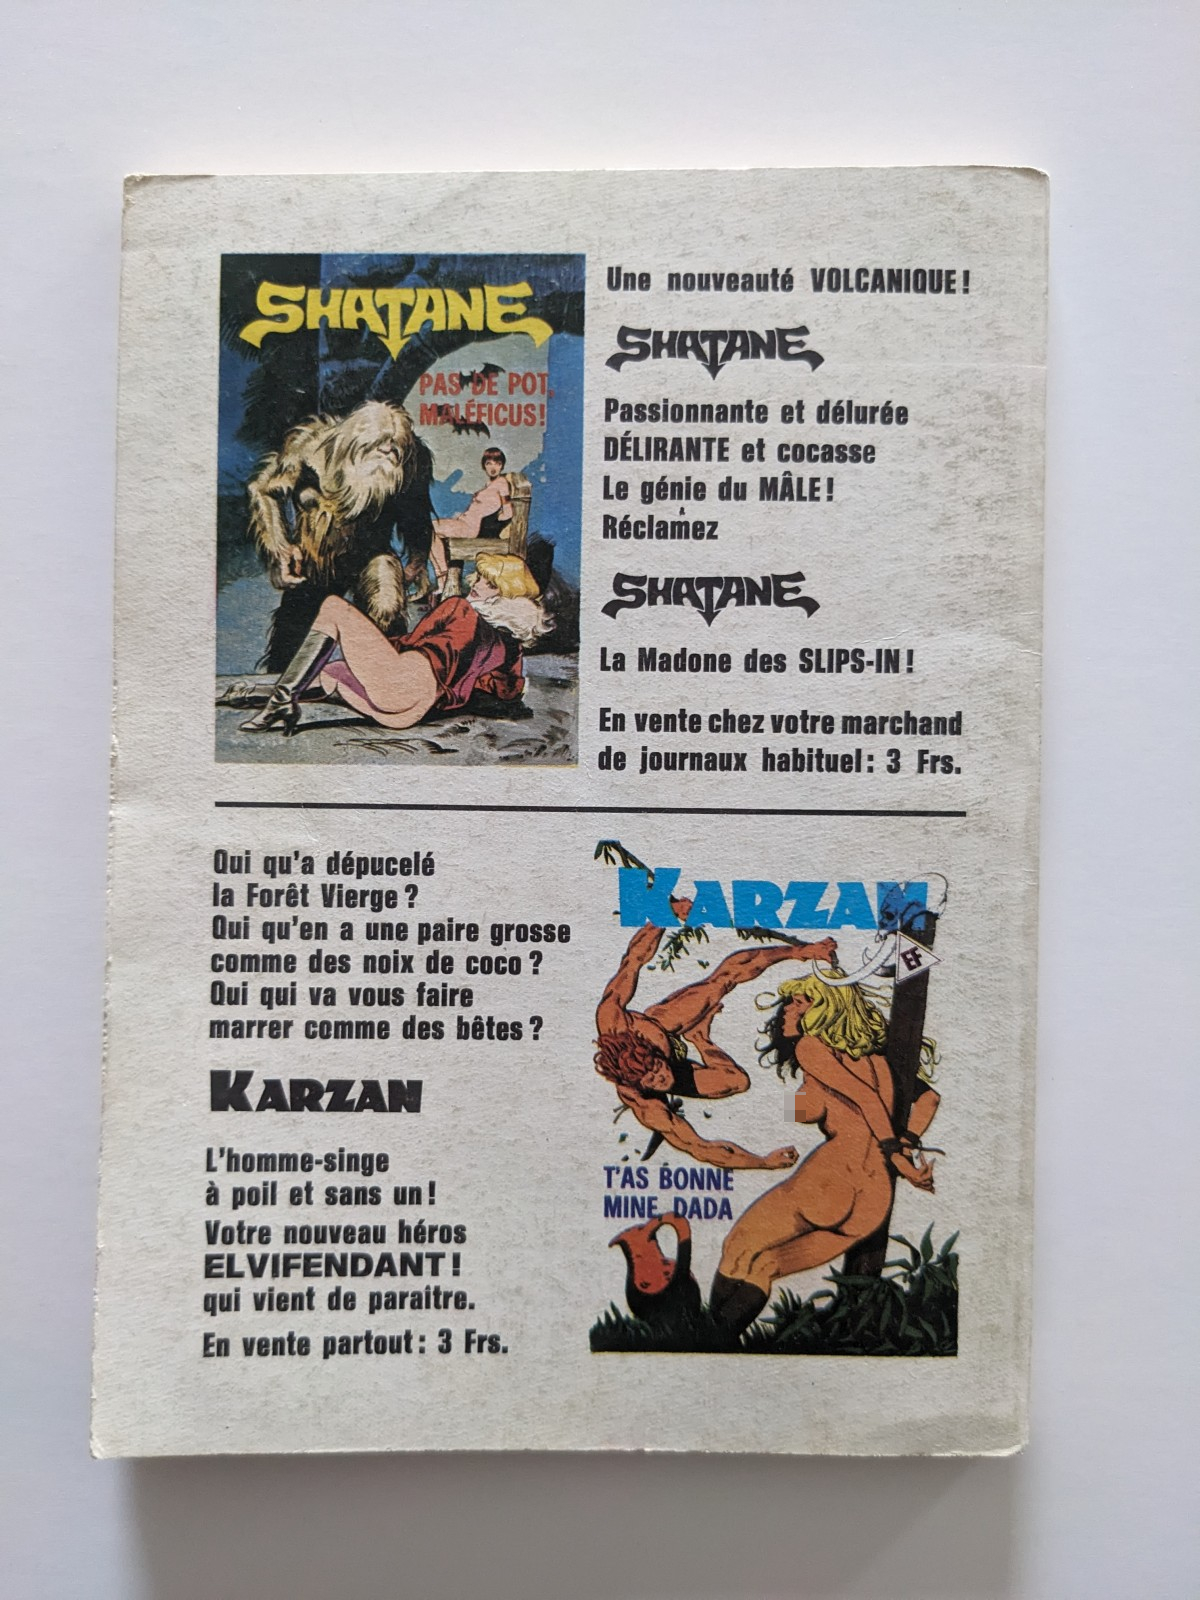 SHATANE
PAS DE POT,
MALÉFICUS!
Une nouveauté VOLCANIQUE!
SHATANE
Passionnante et délurée
DÉLIRANTE et cocasse
Le génie du MÂLE!
Réclamez
SHATANE
La Madone des SLIPS-IN!
En vente chez votre marchand
de journaux habituel: 3 Frs.
Qui qu'a dépucelé
la Forêt Vierge?
Qui qu'en a une paire grosse
comme des noix de coco?
Qui qui va vous faire
marrer comme des bêtes?
KARZAN
L'homme-singe
à poil et sans un!
Votre nouveau héros
ELVIFENDANT!
qui vient de paraître.
En vente partout: 3 Frs.
KARZAN
EF
T'AS BONNE
MINE, DADA